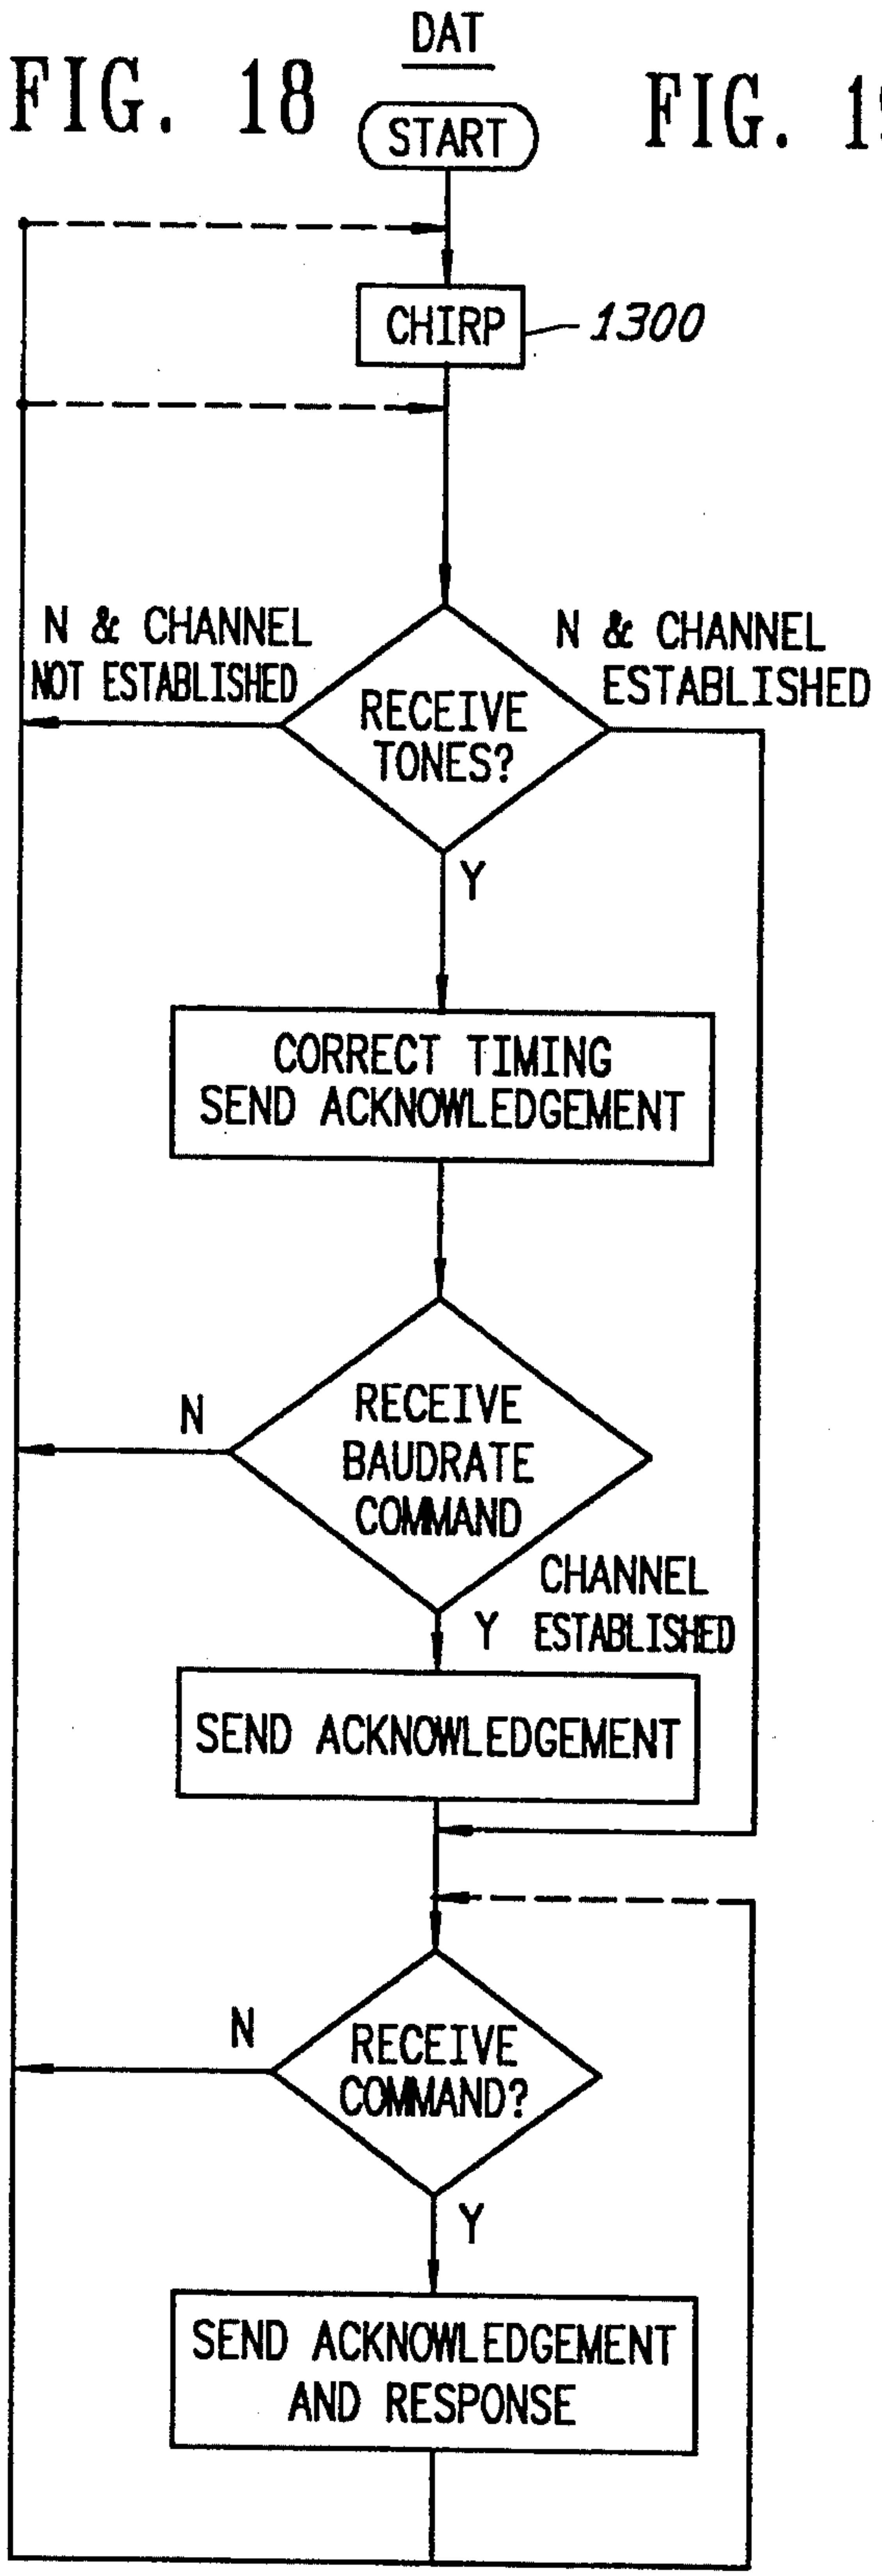 DAT
FIG. 18
FIG. 19
START
CHIRP
1300
N & CHANNEL
NOT ESTABLISHED
N & CHANNEL
ESTABLISHED
RECEIVE
TONES?
Y
CORRECT TIMING
SEND ACKNOWLEDGEMENT
N
RECEIVE
BAUDRATE
COMMAND
CHANNEL
Y ESTABLISHED
SEND ACKNOWLEDGEMENT
N
RECEIVE
COMMAND?
Y
SEND ACKNOWLEDGEMENT
AND RESPONSE